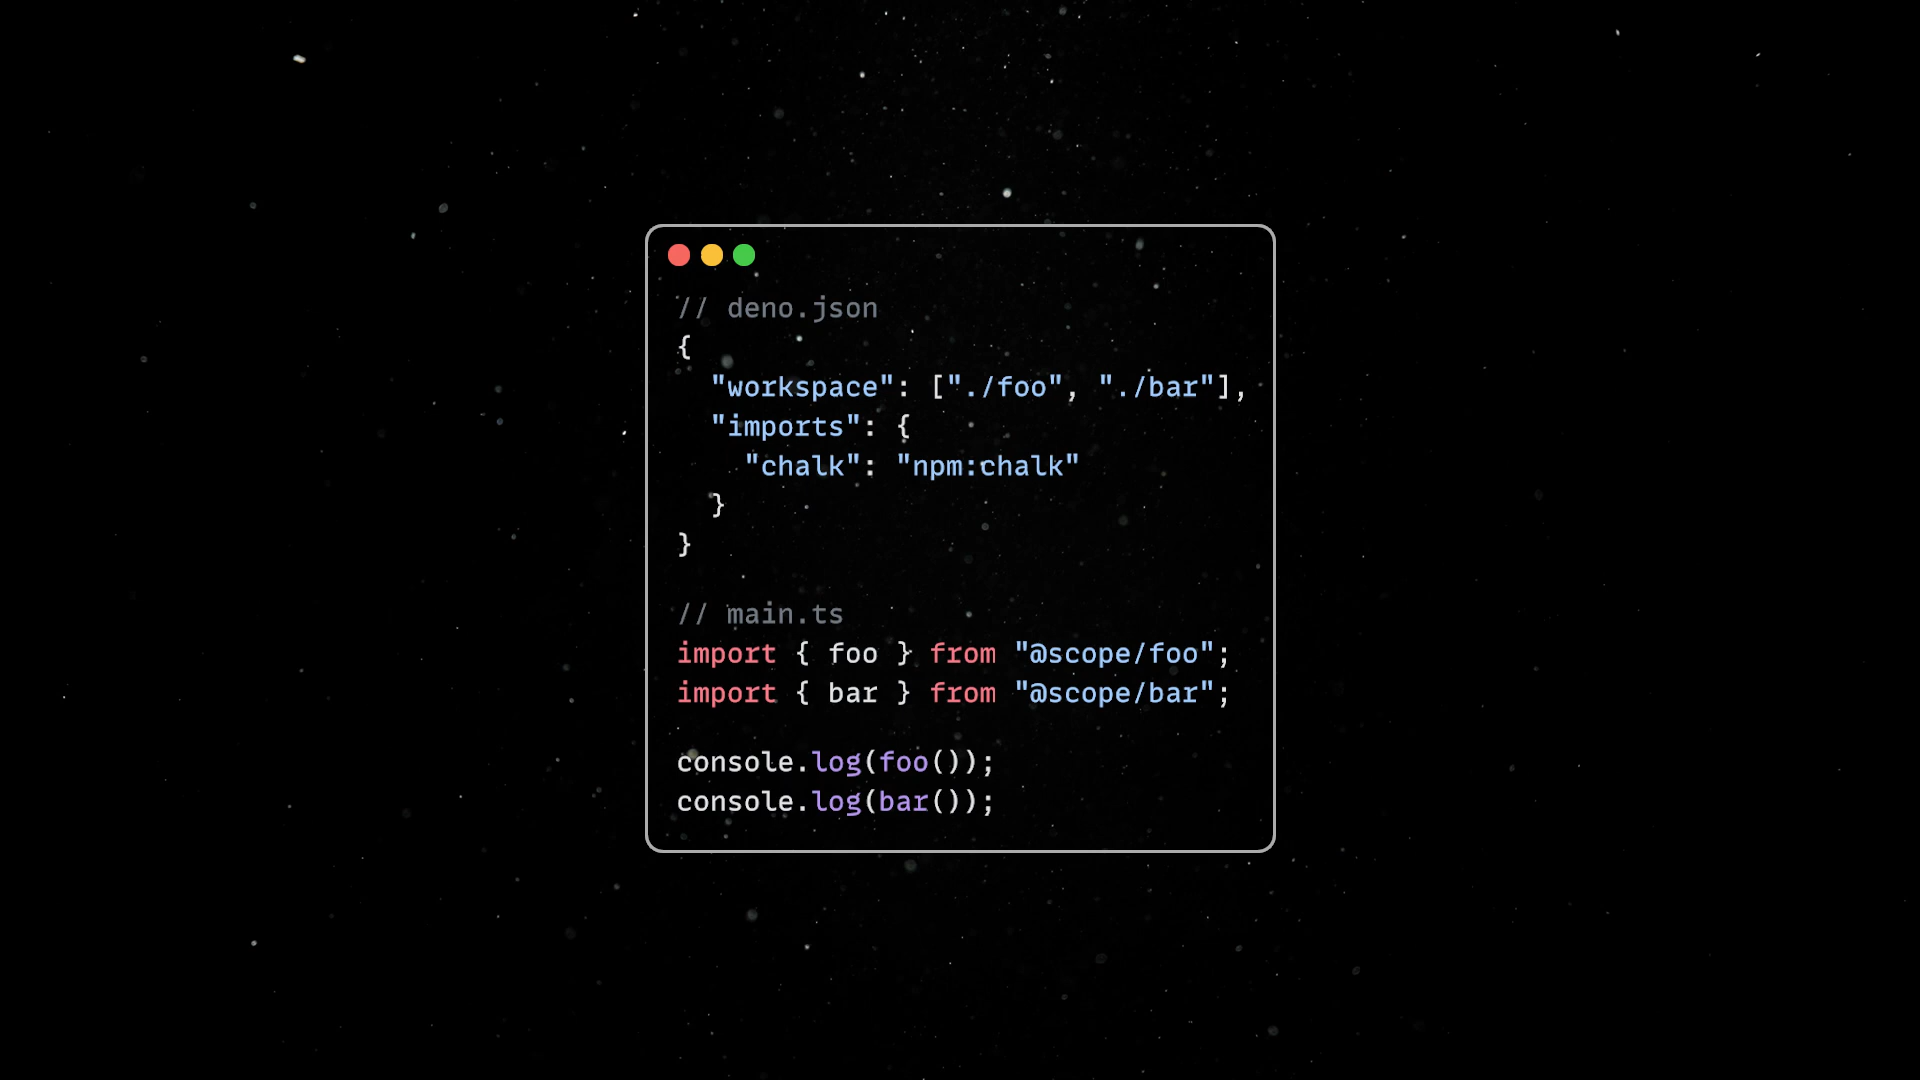 // deno.json
{
  "workspace": ["./foo", "./bar"],
  "imports": {
    "chalk": "npm:chalk"
  }
}

// main.ts
import { foo } from "@scope/foo";
import { bar } from "@scope/bar";

console.log(foo());
console.log(bar());